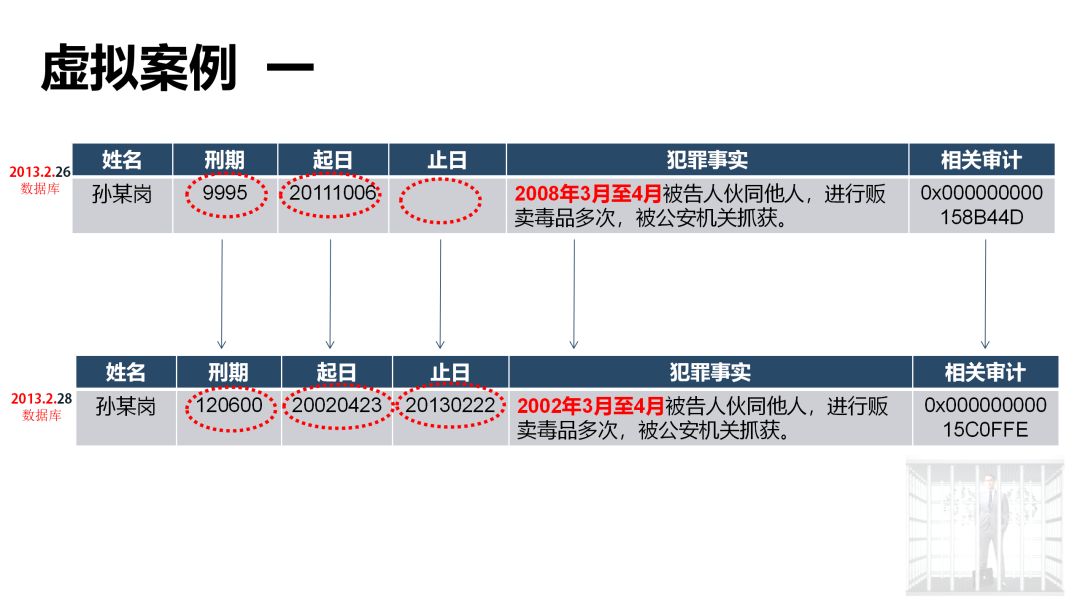 虚拟案例 一
2013.2.26
数据库
姓名 刑期 起日 止日 犯罪事实 相关审计
孙某岗 9995 20111006 2008年3月至4月被告人伙同他人，进行贩 0x000000000
卖毒品多次，被公安机关抓获。 158B44D
2013.2.28
数据库
姓名 刑期 起日 止日 犯罪事实 相关审计
孙某岗 120600 20020423 20130222 2002年3月至4月被告人伙同他人，进行贩 0x000000000
卖毒品多次，被公安机关抓获。 15C0FFE